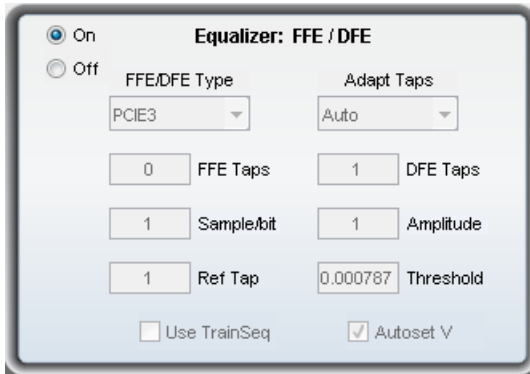 On Equalizer: FFE / DFE
Off
FFE/DFE Type Adapt Taps
PCIE3 Auto
0 FFE Taps 1 DFE Taps
1 Sample/bit 1 Amplitude
1 Ref Tap 0.000787 Threshold
Use TrainSeq Autoset V